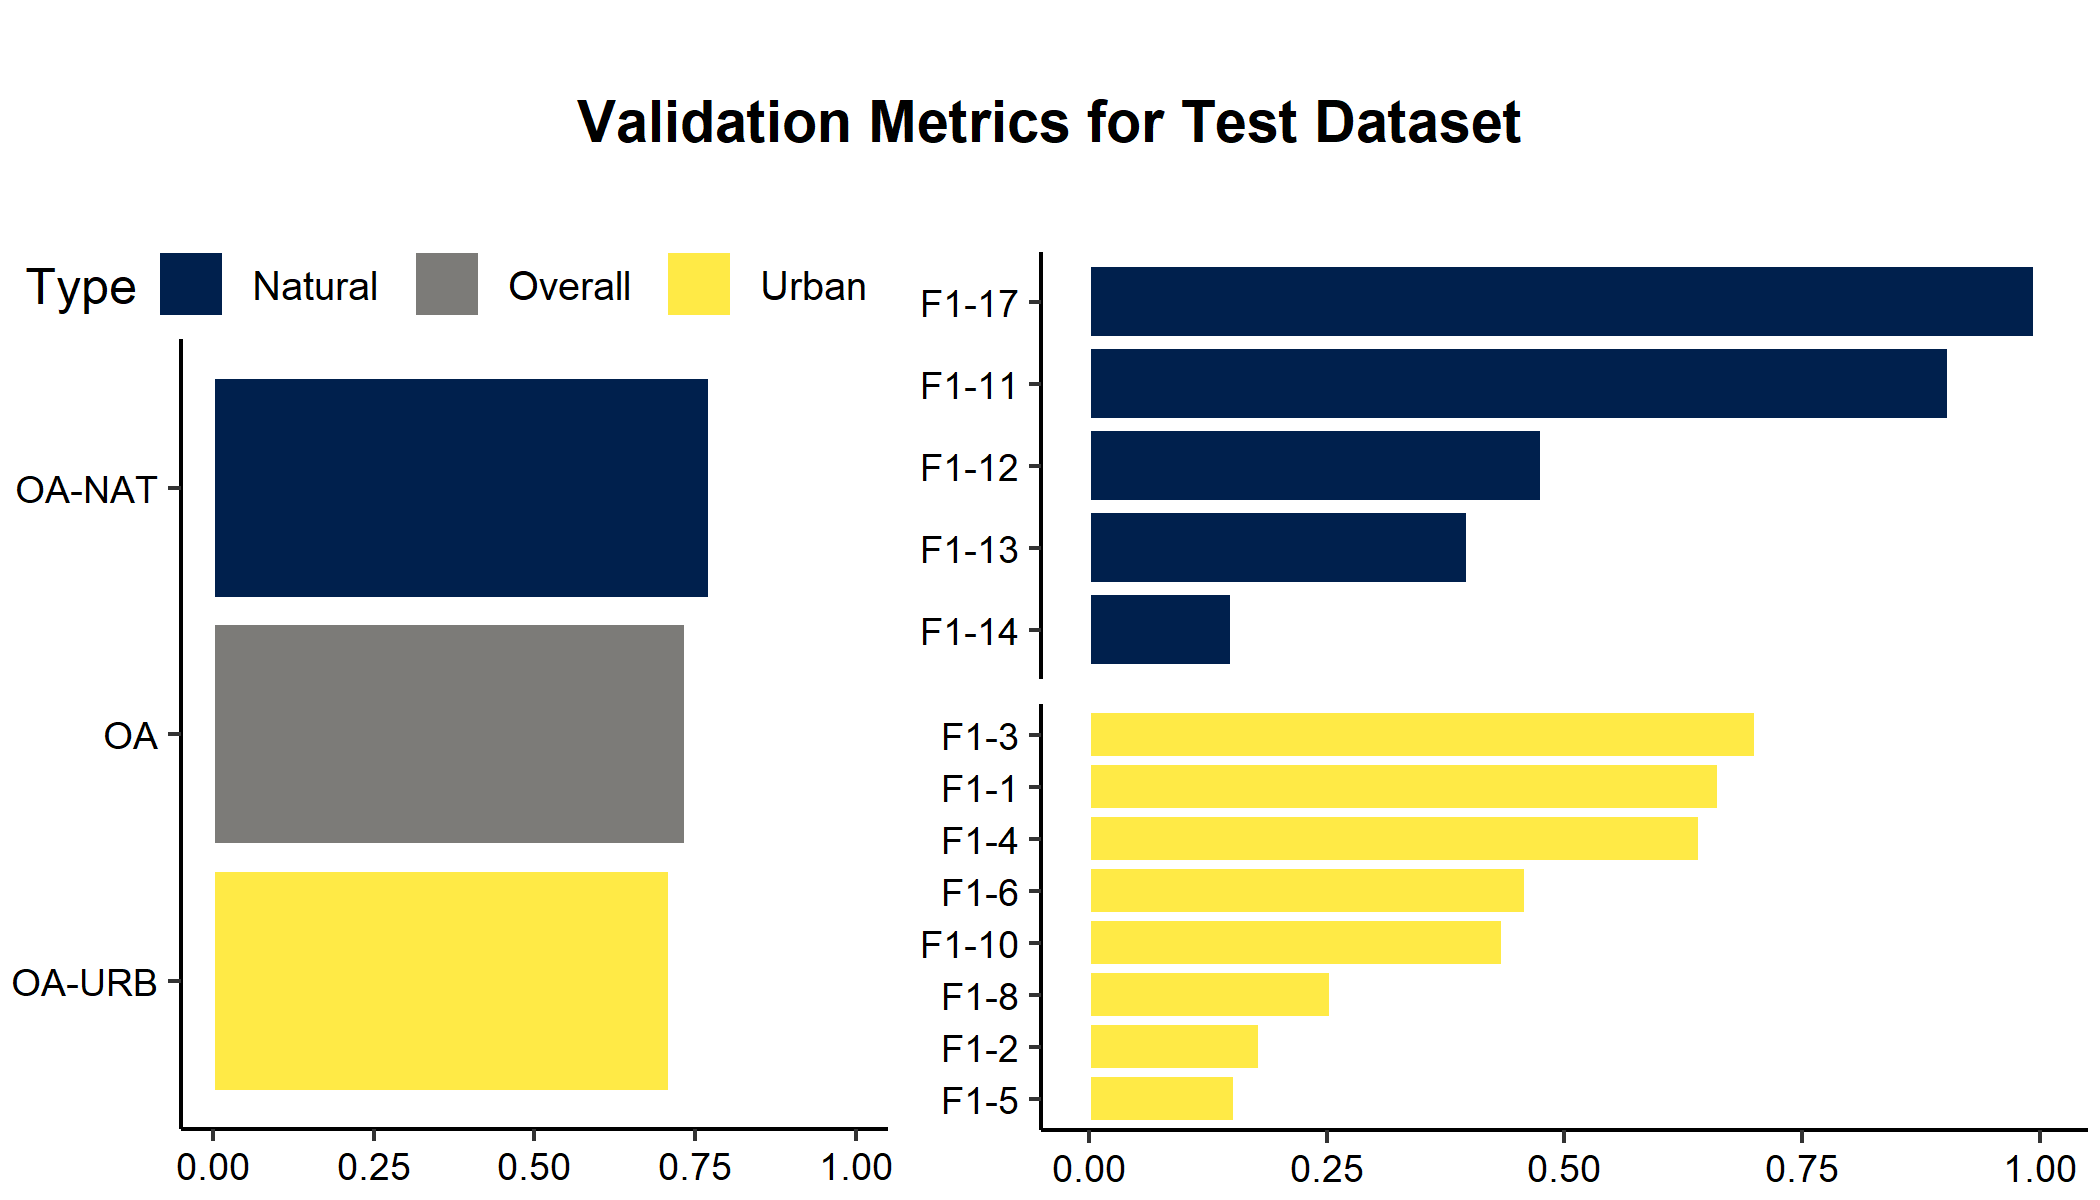 Validation Metrics for Test Dataset
Type Natural Overall Urban
OA-NAT
OA
OA-URB
0.00 0.25 0.50 0.75 1.00
F1-17
F1-11
F1-12
F1-13
F1-14
F1-3
F1-1
F1-4
F1-6
F1-10
F1-8
F1-2
F1-5
0.00 0.25 0.50 0.75 1.00